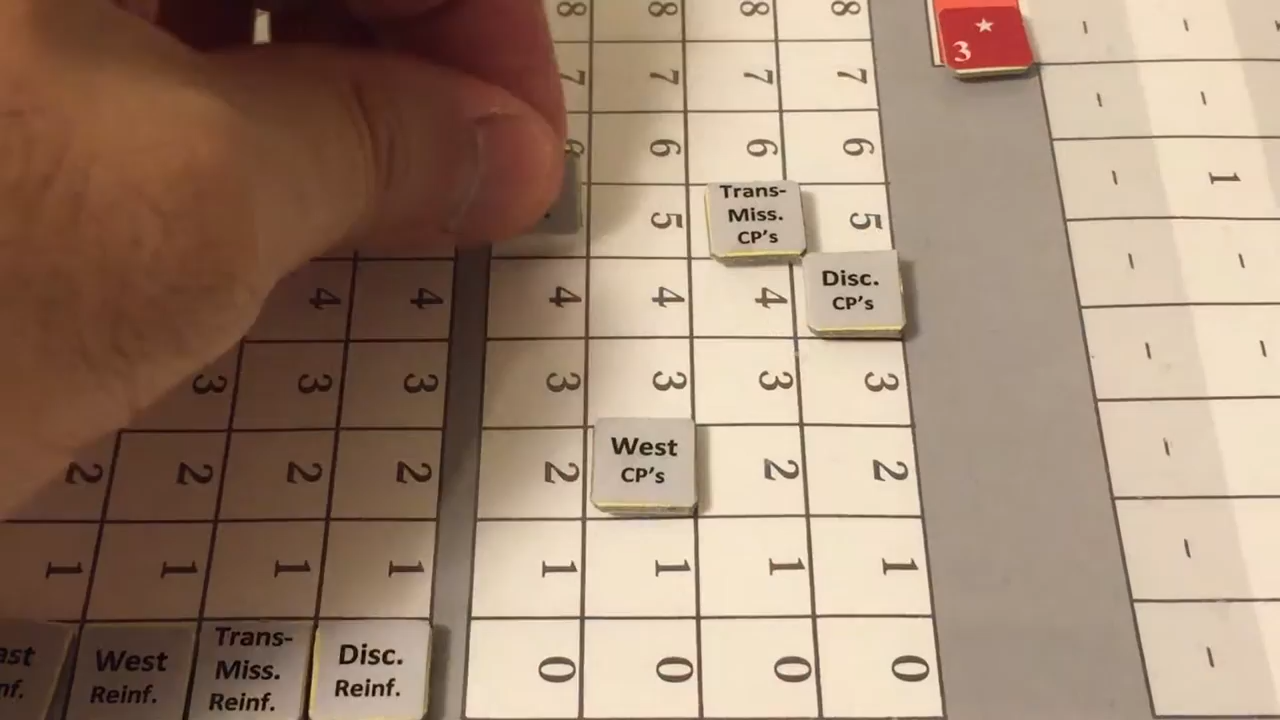 8 8 8 8
7 7 7 7
3
6 6 6 6
1
Trans-
Miss.
CP's
5 5
4 4 4 4 4
Disc.
CP's
3 3 3 3 3 3 3
West
CP's
2 2 2 2 2 2 2
1 1 1 1 1 1 1 1
West
Reinf.
Trans-
Miss.
Reinf.
Disc.
Reinf.
0 0 0 0